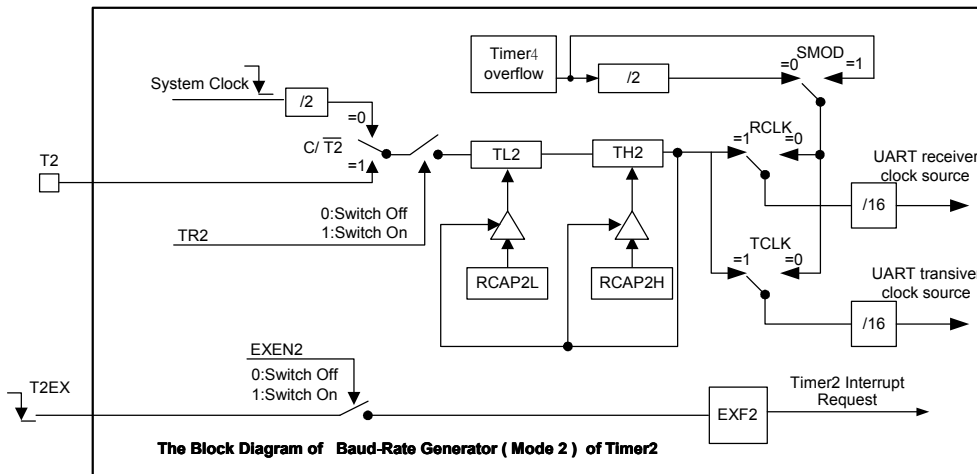 Timer4
overflow
/2
SMOD
=0
=1
System Clock
/2
=0
C/ T2
=1
T2
TL2
TH2
RCLK
=1
=0
UART receiver
clock source
/16
0:Switch Off
1:Switch On
TR2
RCAP2L
RCAP2H
TCLK
=1
=0
UART transiver
clock source
/16
EXEN2
0:Switch Off
1:Switch On
T2EX
EXF2
Timer2 Interrupt
Request
The Block Diagram of Baud-Rate Generator ( Mode 2 ) of Timer2